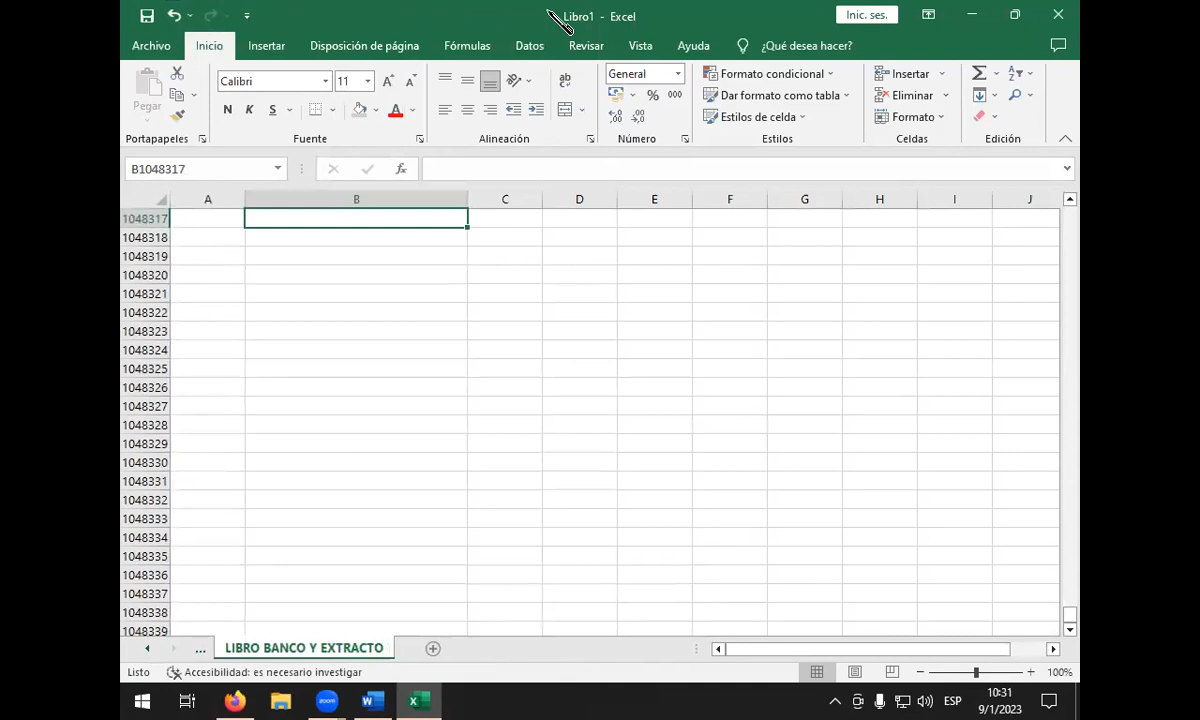 Libro1 - Excel
Inic. ses.
Archivo Inicio Insertar Disposición de página Fórmulas Datos Revisar Vista Ayuda ¿Qué desea hacer?
Pegar
Calibri 11
N K S A
ab
General
% 000
Formato condicional
Dar formato como tabla
Estilos de celda
Insertar
Eliminar
Formato
Portapapeles Fuente Alineación Número Estilos Celdas Edición
B1048317 fx
A B C D E F G H I J
1048317
1048318
1048319
1048320
1048321
1048322
1048323
1048324
1048325
1048326
1048327
1048328
1048329
1048330
1048331
1048332
1048333
1048334
1048335
1048336
1048337
1048338
1048339
... LIBRO BANCO Y EXTRACTO
Listo Accesibilidad: es necesario investigar 100%
zoom
ESP
10:31
9/1/2023